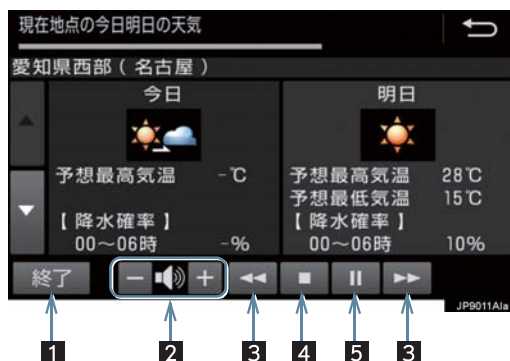 現在地点の今日明日の天気
愛知県西部（名古屋）
今日
予想最高気温 -℃
【降水確率】
00～06時 -%
明日
予想最高気温 28℃
予想最低気温 15℃
【降水確率】
00～06時 10%
終了 − +
JP9011AIa
1 2 3 4 5 3